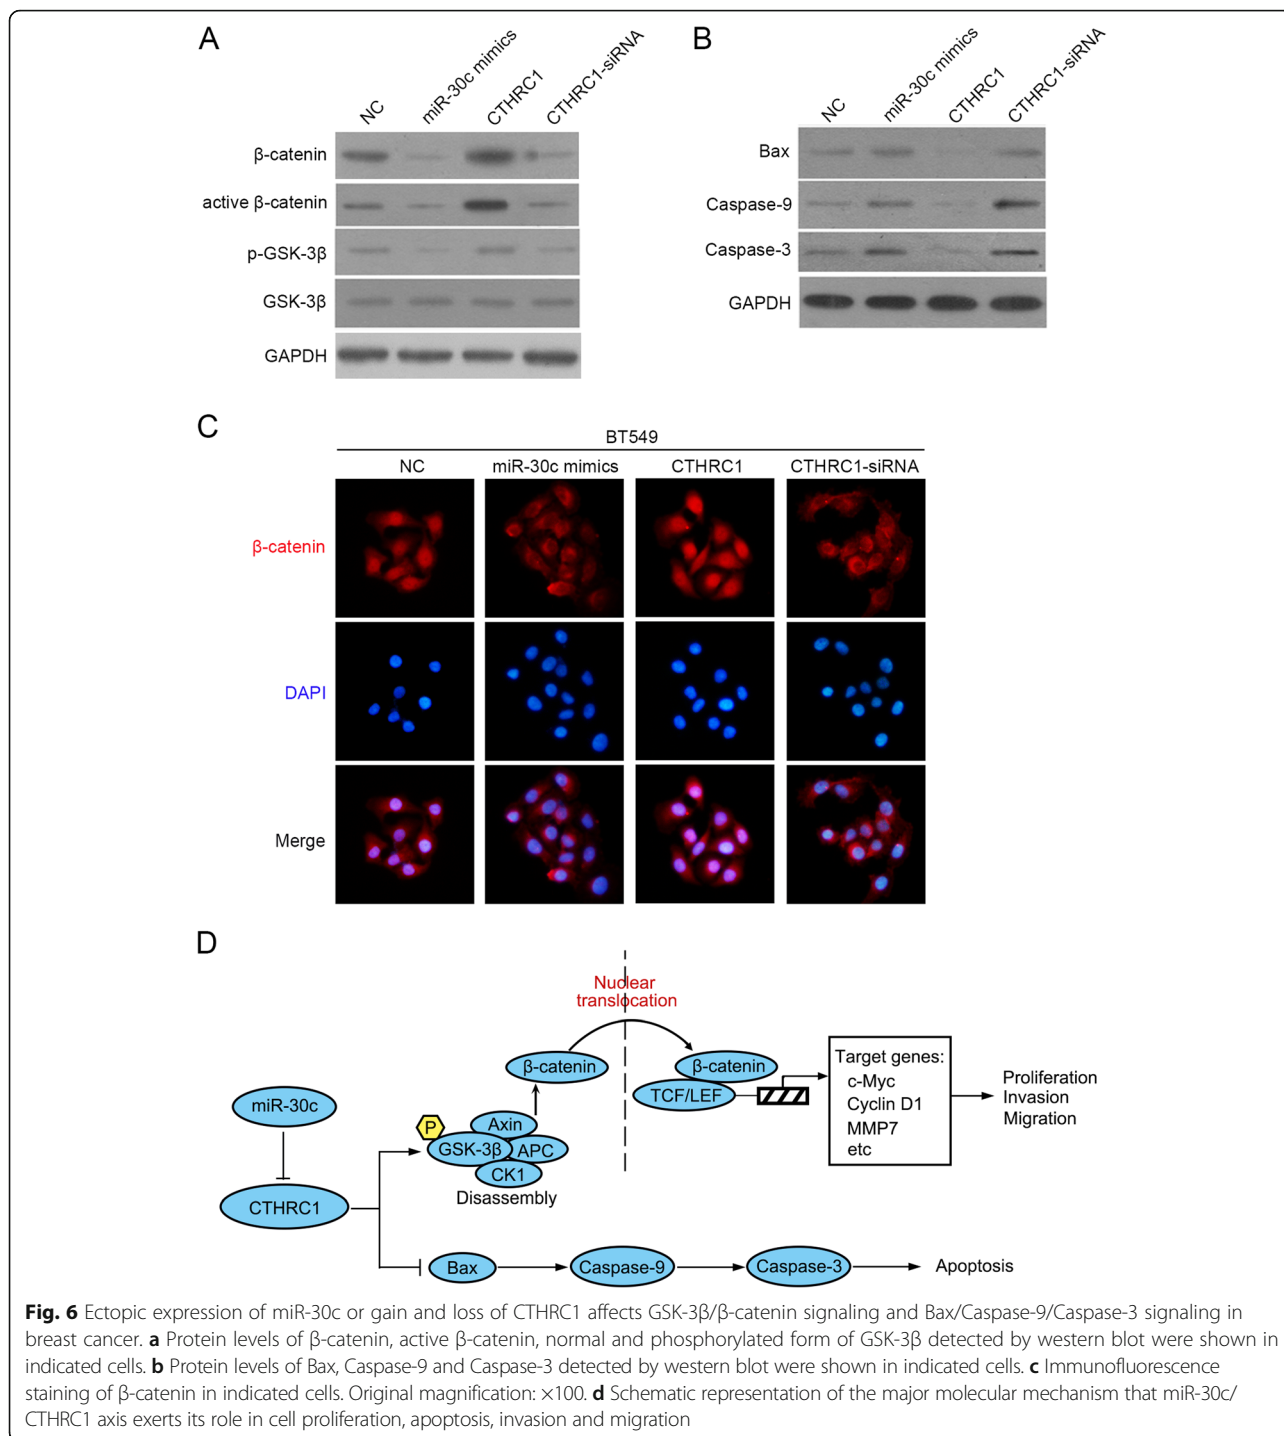 A
NC
miR-30c mimics
CTHRC1
CTHRC1-siRNA
β-catenin
active β-catenin
p-GSK-3β
GSK-3β
GAPDH
B
NC
miR-30c mimics
CTHRC1
CTHRC1-siRNA
Bax
Caspase-9
Caspase-3
GAPDH
C
BT549
NC
miR-30c mimics
CTHRC1
CTHRC1-siRNA
β-catenin
DAPI
Merge
D
Nuclear
translocation
β-catenin
β-catenin
TCF/LEF
Target genes:
c-Myc
Cyclin D1
MMP7
etc
Proliferation
Invasion
Migration
miR-30c
P
Axin
GSK-3β
APC
CK1
Disassembly
CTHRC1
Bax
Caspase-9
Caspase-3
Apoptosis
Fig. 6 Ectopic expression of miR-30c or gain and loss of CTHRC1 affects GSK-3β/β-catenin signaling and Bax/Caspase-9/Caspase-3 signaling in
breast cancer. a Protein levels of β-catenin, active β-catenin, normal and phosphorylated form of GSK-3β detected by western blot were shown in
indicated cells. b Protein levels of Bax, Caspase-9 and Caspase-3 detected by western blot were shown in indicated cells. c Immunofluorescence
staining of β-catenin in indicated cells. Original magnification: ×100. d Schematic representation of the major molecular mechanism that miR-30c/
CTHRC1 axis exerts its role in cell proliferation, apoptosis, invasion and migration